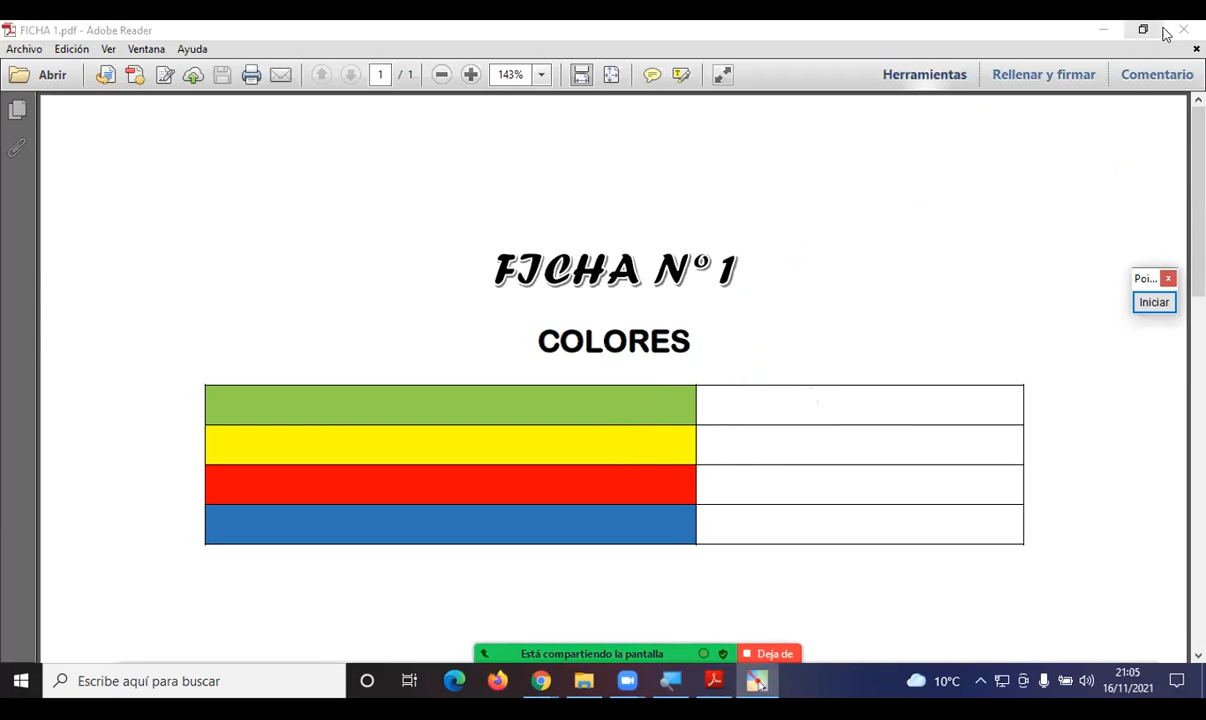 FICHA 1.pdf - Adobe Reader
Archivo Edición Ver Ventana Ayuda
Abrir 1 / 1 143% Herramientas Rellenar y firmar Comentario
FICHA Nº 1
Poi...
Iniciar
COLORES
Está compartiendo la pantalla Deja de
Escribe aquí para buscar 10°C 21:05
16/11/2021